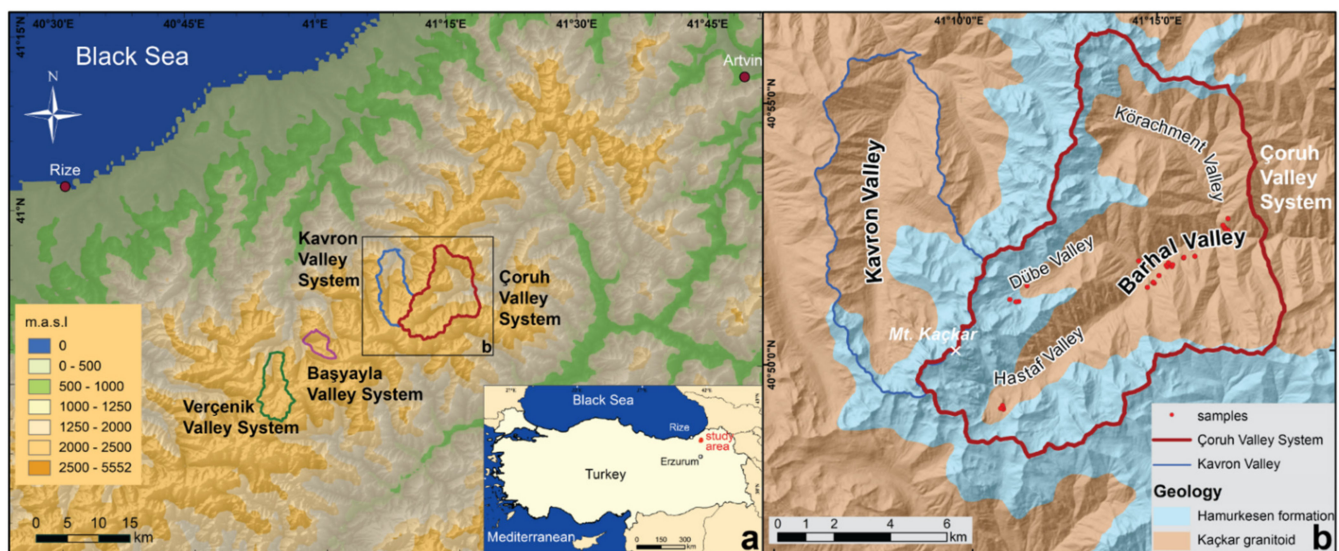 40°30'E
40°45'E
41°E
41°15'E
41°30'E
41°15'N
Black Sea
Artvin
N
Rize
41°N
Kavron
Valley
System
Çoruh
Valley
System
b
m.a.s.l
0
0 - 500
500 - 1000
1000 - 1250
1250 - 2000
2000 - 2500
2500 - 5552
Başyayla
Valley System
Verçenik
Valley System
0 5 10 15
km
Black Sea
Rize
study
area
Erzurum
Turkey
Mediterranean
0 150 300
km
a
41°10'0"E
41°15'0"E
40°55'0"N
Körachment Valley
Çoruh
Valley
System
Kavron Valley
Barhal Valley
Dübe Valley
Mt. Kaçkar
Hastaf Valley
40°50'0"N
samples
Çoruh Valley System
Kavron Valley
Geology
Hamurkesen formation
Kaçkar granitoid
0 1 2 4 6
km
b